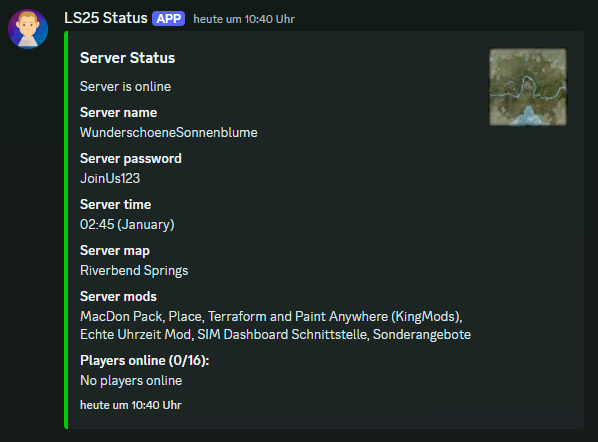 LS25 Status APP heute um 10:40 Uhr
Server Status
Server is online
Server name
WunderschoeneSonnenblume
Server password
JoinUs123
Server time
02:45 (January)
Server map
Riverbend Springs
Server mods
MacDon Pack, Place, Terraform and Paint Anywhere (KingMods),
Echte Uhrzeit Mod, SIM Dashboard Schnittstelle, Sonderangebote
Players online (0/16):
No players online
heute um 10:40 Uhr